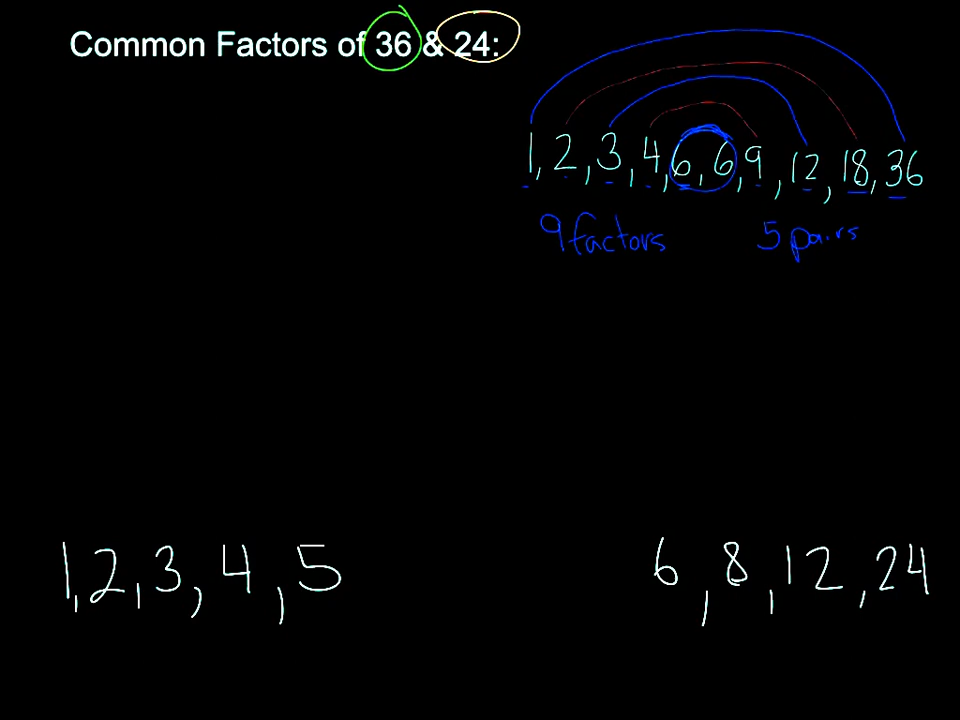 Common Factors of 36 & 24:
1, 2, 3, 4, 6, 6, 9, 12, 18, 36
9 factors 5 pairs
1, 2, 3, 4, 5 6, 8, 12, 24